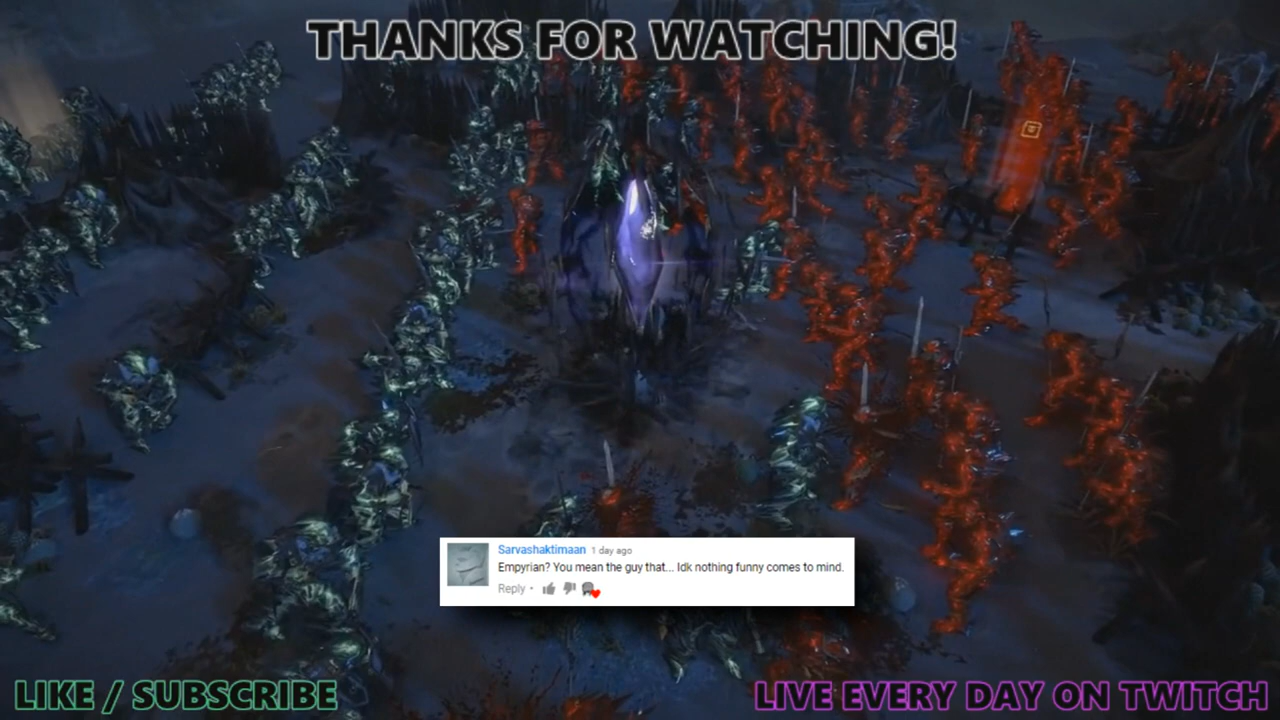 THANKS FOR WATCHING!
Sarvashaktimaan 1 day ago
Empyrian? You mean the guy that... Idk nothing funny comes to mind.
Reply •
LIKE / SUBSCRIBE
LIVE EVERY DAY ON TWITCH